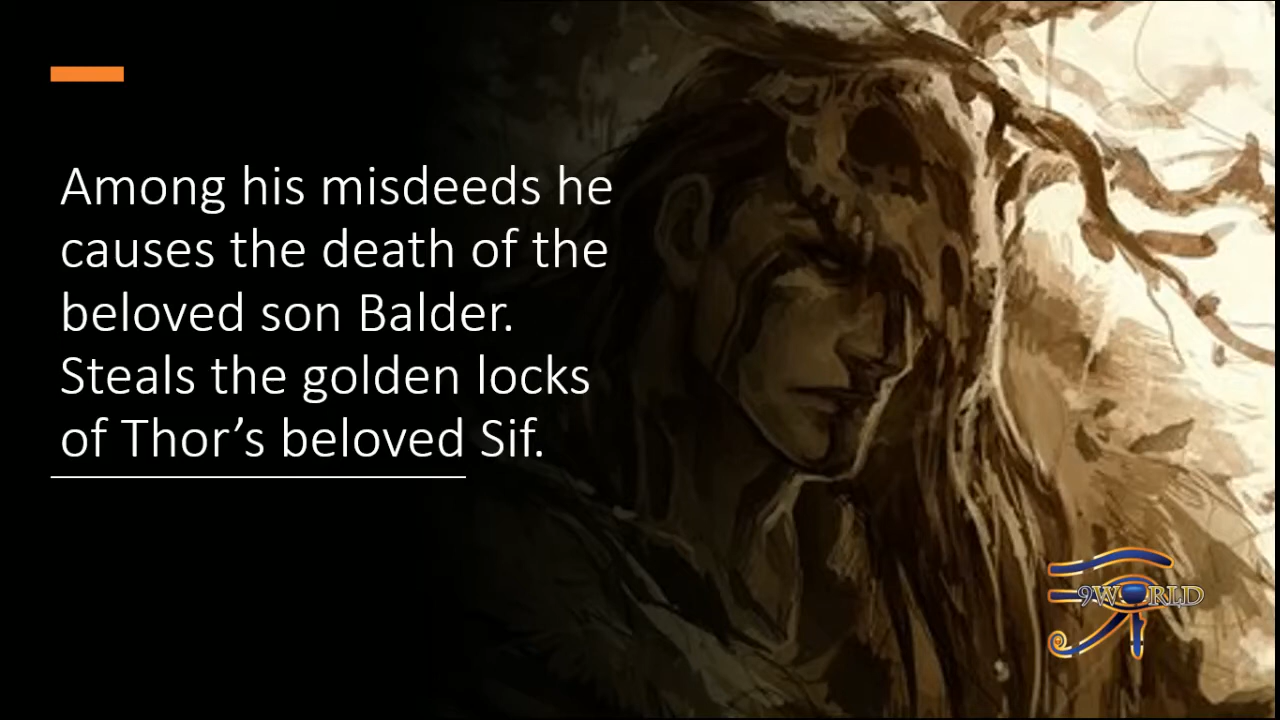 Among his misdeeds he
causes the death of the
beloved son Balder.
Steals the golden locks
of Thor’s beloved Sif.
9WORLD